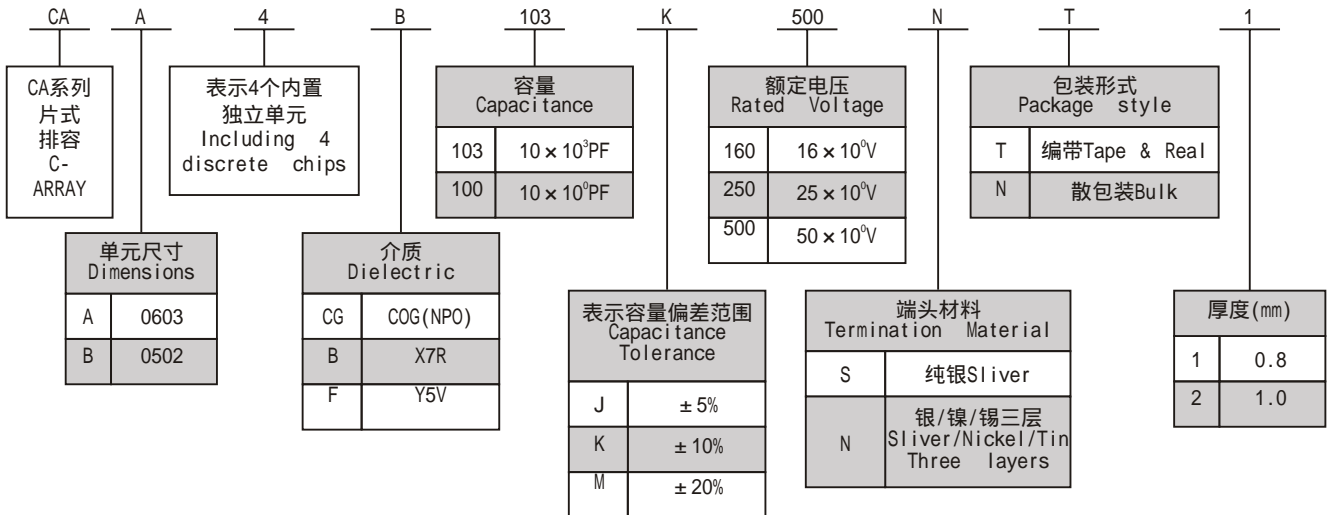 CA A 4 B 103 K 500 N T 1
CA系列
片式
排容
C-
ARRAY
表示4个内置
独立单元
Including 4
discrete chips
容量
Capacitance
103 10×10³PF
100 10×10⁰PF
额定电压
Rated Voltage
160 16×10⁰V
250 25×10⁰V
500 50×10⁰V
包装形式
Package style
T 编带Tape & Real
N 散包装Bulk
单元尺寸
Dimensions
A 0603
B 0502
介质
Dielectric
CG COG(NPO)
B X7R
F Y5V
表示容量偏差范围
Capacitance
Tolerance
J ±5%
K ±10%
M ±20%
端头材料
Termination Material
S 纯银Sliver
N 银/镍/锡三层
Sliver/Nickel/Tin
Three layers
厚度(mm)
1 0.8
2 1.0